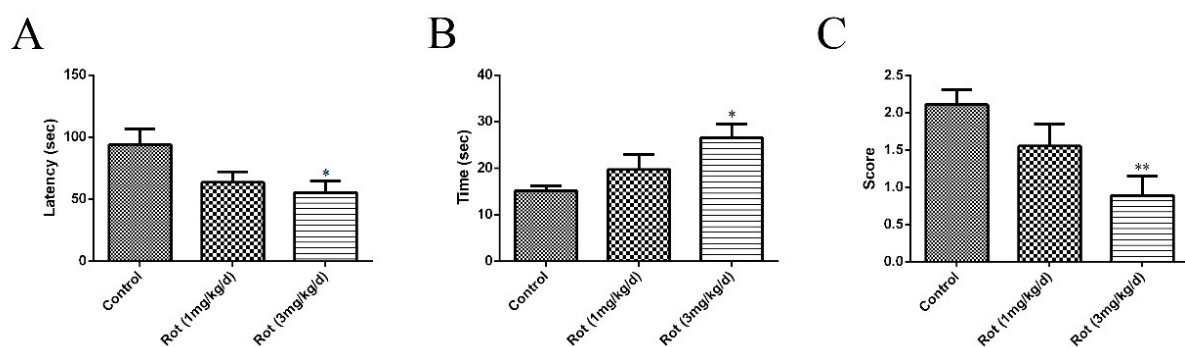 A
Latency (sec)
150
100
50
0
Control
Rot (1mg/kg/d)
Rot (3mg/kg/d)
*
B
Time (sec)
40
30
20
10
0
Control
Rot (1mg/kg/d)
Rot (3mg/kg/d)
*
C
Score
2.5
2.0
1.5
1.0
0.5
0.0
Control
Rot (1mg/kg/d)
Rot (3mg/kg/d)
**